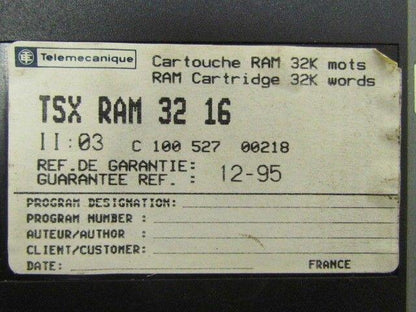 Telemecanique
Cartouche RAM 32K mots
RAM Cartridge 32K words
TSX RAM 32 16
II:03 C 100 527 00218
REF.DE GARANTIE:
GUARANTEE REF. : 12-95
PROGRAM DESIGNATION:
PROGRAM NUMBER :
AUTEUR/AUTHOR :
CLIENT/CUSTOMER:
DATE: FRANCE